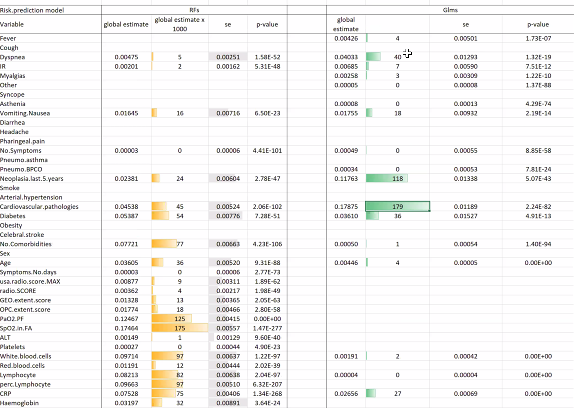 Risk.prediction model RFs Glms
Variable global estimate global estimate x 1000 se p-value global estimate se p-value
Fever 0.00426 4 0.00501 1.73E-07
Cough
Dyspnea 0.00475 5 0.00251 1.58E-52 0.04033 40 0.01293 1.32E-19
IR 0.00201 2 0.00162 5.31E-48 0.00685 7 0.00590 7.51E-12
Myalgias 0.00258 3 0.00309 1.22E-10
Other 0.00005 0 0.00008 1.37E-88
Syncope
Asthenia 0.00008 0 0.00013 4.29E-74
Vomiting.Nausea 0.01645 16 0.00716 6.50E-23 0.01755 18 0.00932 2.19E-14
Diarrhea
Headache
Pharingeal.pain
No.Symptoms 0.00003 0 0.00006 4.41E-101 0.00049 0 0.00055 8.85E-58
Pneumo.asthma
Pneumo.BPCO 0.00034 0 0.00053 7.81E-24
Neoplasia.last.5.years 0.02381 24 0.00604 2.78E-47 0.11763 118 0.01338 5.07E-43
Smoke
Arterial.hypertension
Cardiovascular.pathologies 0.04538 45 0.00524 2.06E-102 0.17875 179 0.01189 2.24E-82
Diabetes 0.05387 54 0.00776 7.28E-51 0.03610 36 0.01527 4.91E-13
Obesity
Celebral.stroke
No.Comorbidities 0.07721 77 0.00663 4.23E-106 0.00050 1 0.00054 1.40E-94
Sex
Age 0.03605 36 0.00520 9.31E-88 0.00446 4 0.00005 0.00E+00
Symptoms.No.days 0.00003 0 0.00006 2.77E-73
usa.radio.score.MAX 0.00877 9 0.00311 1.89E-62
radio.SCORE 0.00362 4 0.00217 1.98E-49
GEO.extent.score 0.01328 13 0.00365 2.05E-63
OPC.extent.score 0.01774 18 0.00466 2.80E-58
PaO2.PF 0.12467 125 0.00415 0.00E+00
SpO2.in.FA 0.17464 175 0.00557 1.47E-277
ALT 0.00149 1 0.00129 9.60E-40
Platelets 0.00027 0 0.00044 4.90E-23
White.blood.cells 0.09714 97 0.00637 1.22E-97 0.00191 2 0.00042 0.00E+00
Red.blood.cells 0.01191 12 0.00444 2.02E-39
Lymphocyte 0.08213 82 0.00638 2.04E-97 0.00004 0 0.00004 0.00E+00
perc.Lymphocyte 0.09663 97 0.00510 6.32E-207
CRP 0.07528 75 0.00406 1.34E-268 0.02656 27 0.00069 0.00E+00
Haemoglobin 0.03197 32 0.00891 3.64E-24